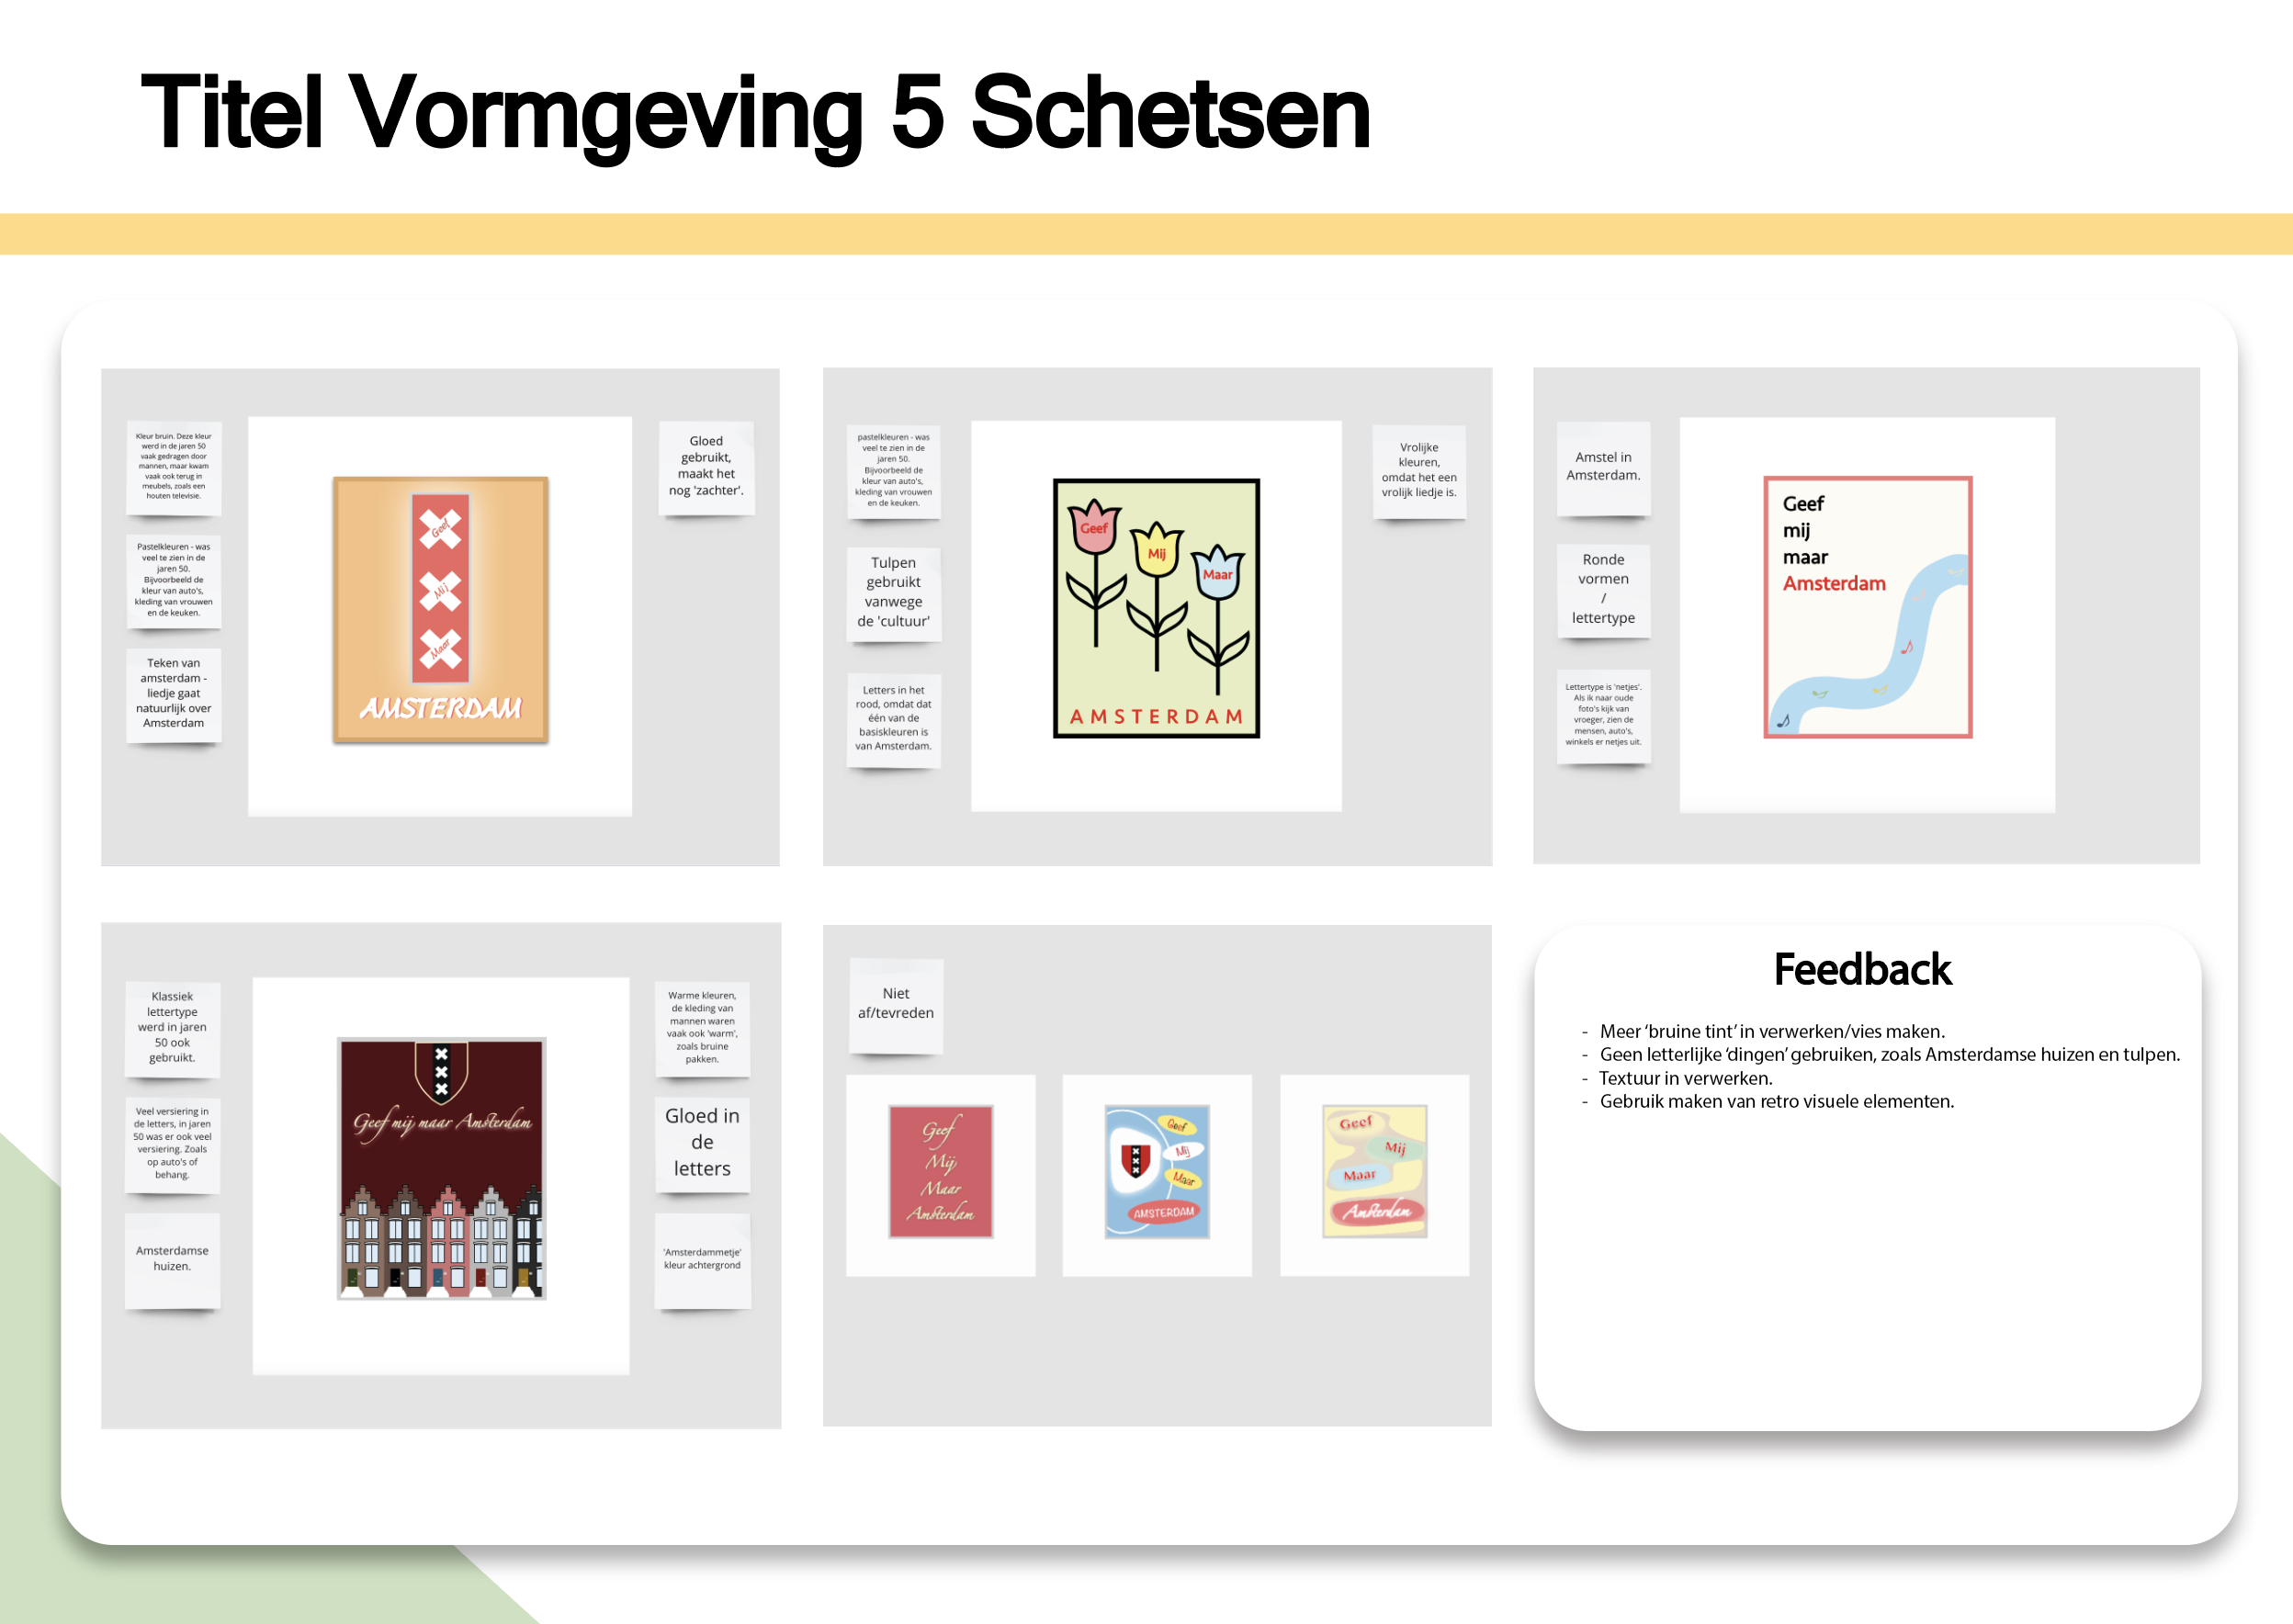 Titel Vormgeving 5 Schetsen
Kleur bruin. Deze kleur
werd in de jaren 50
vaak gedragen door
mannen, maar kwam
vaak ook terug in
meubels, zoals een
houten televisie.
Pastelkleuren - was
veel te zien in de
jaren 50.
Bijvoorbeeld de
kleur van auto's,
kleding van vrouwen
en de keuken.
Teken van
amsterdam -
liedje gaat
natuurlijk over
Amsterdam
Geef
Mij
Maar
AMSTERDAM
Gloed
gebruikt,
maakt het
nog 'zachter'.
pastelkleuren - was
veel te zien in de
jaren 50.
Bijvoorbeeld de
kleur van auto's,
kleding van vrouwen
en de keuken.
Tulpen
gebruikt
vanwege
de 'cultuur'
Letters in het
rood, omdat dat
één van de
basiskleuren is
van Amsterdam.
Geef
Mij
Maar
AMSTERDAM
Vrolijke
kleuren,
omdat het een
vrolijk liedje is.
Amstel in
Amsterdam.
Ronde
vormen
/
lettertype
Lettertype is 'netjes'.
Als ik naar oude
foto's kijk van
vroeger, zien de
mensen, auto's,
winkels er netjes uit.
Geef
mij
maar
Amsterdam
Klassiek
lettertype
werd in jaren
50 ook
gebruikt.
Veel versiering in
de letters, in jaren
50 was er ook veel
versiering. Zoals
op auto's of
behang.
Amsterdamse
huizen.
Geef mij maar Amsterdam
Warme kleuren,
de kleding van
mannen waren
vaak ook 'warm',
zoals bruine
pakken.
Gloed in
de
letters
'Amsterdammetje'
kleur achtergrond
Niet
af/tevreden
Geef
Mij
Maar
Amsterdam
Geef
Mij
Maar
AMSTERDAM
Geef
Mij
Maar
Amsterdam
Feedback
- Meer ‘bruine tint’ in verwerken/vies maken.
- Geen letterlijke ‘dingen’ gebruiken, zoals Amsterdamse huizen en tulpen.
- Textuur in verwerken.
- Gebruik maken van retro visuele elementen.